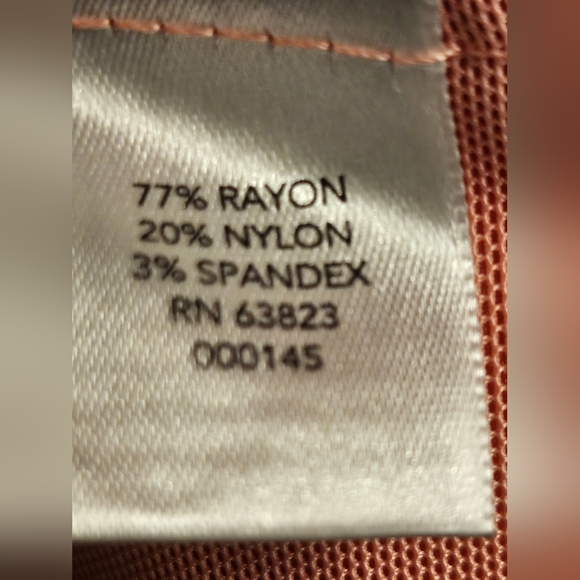 77% RAYON
20% NYLON
3% SPANDEX
RN 63823
000145